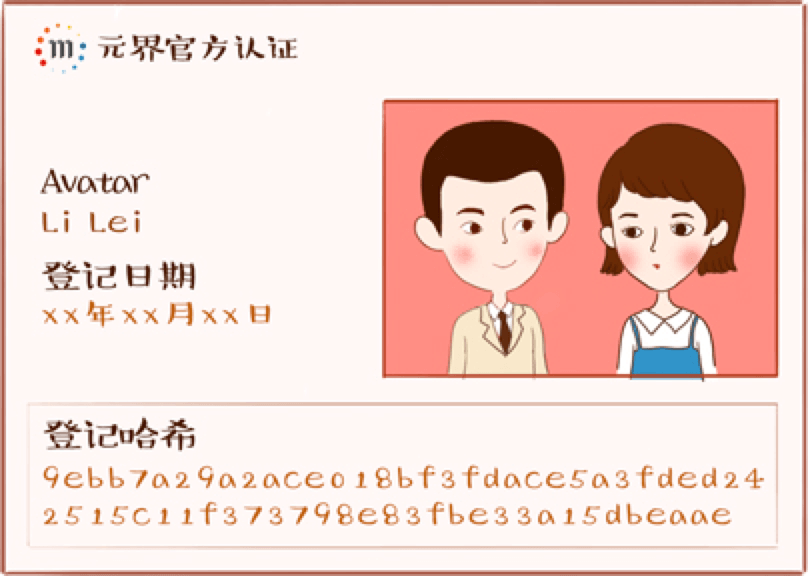 m 元界官方认证
Avatar
Li Lei
登记日期
xx年xx月xx日
登记哈希
9ebb7a29a2ace018bf3fdace5a3fded24
2515c11f373798e83fbe33a15dbeaae